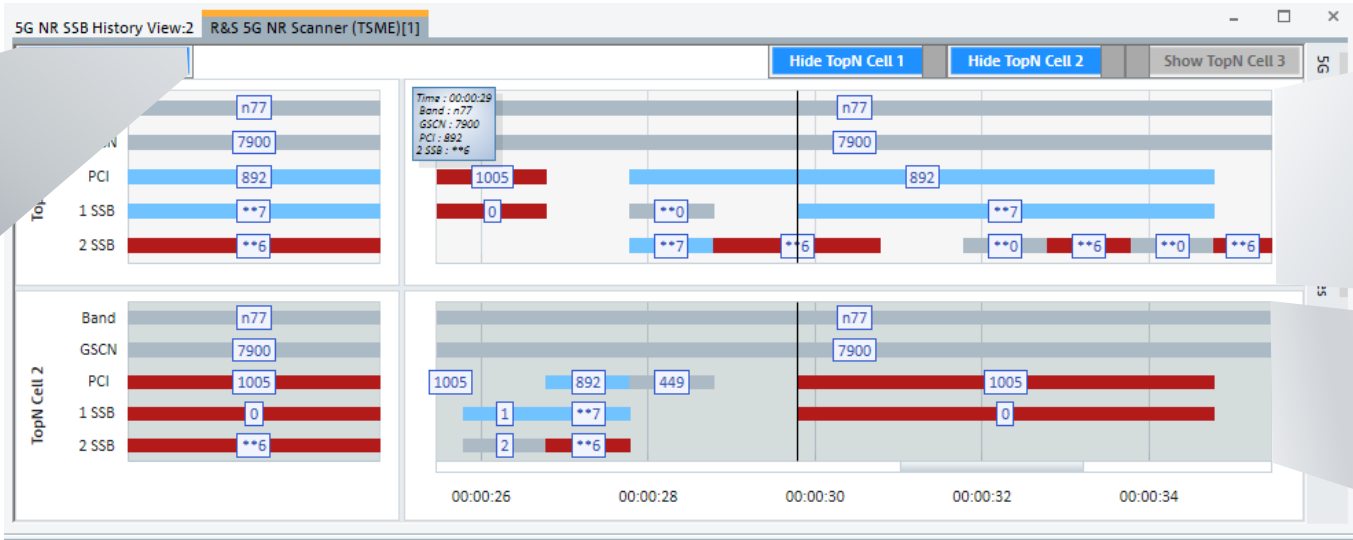 5G NR SSB History View:2 R&S 5G NR Scanner (TSME)[1]
Hide TopN Cell 1 Hide TopN Cell 2 Show TopN Cell 3
5G
n77
7900
PCI 892
1 SSB **7
2 SSB **6
Time : 00:00:29
Band : n77
GSCN : 7900
PCI : 892
2 SSB : **6
n77
7900
1005 892
0 **0 **7
**7 **6 **0 **6 **0 **6
TopN Cell 2
Band n77
GSCN 7900
PCI 1005
1 SSB 0
2 SSB **6
n77
7900
1005 892 449 1005
1 **7 0
2 **6
00:00:26 00:00:28 00:00:30 00:00:32 00:00:34